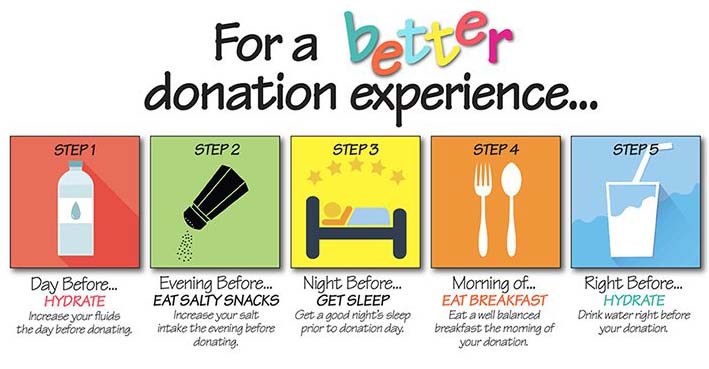 For a better
donation experience...
STEP 1
STEP 2
STEP 3
STEP 4
STEP 5
Day Before...
HYDRATE
Increase your fluids
the day before donating.
Evening Before...
EAT SALTY SNACKS
Increase your salt
intake the evening before
donating.
Night Before...
GET SLEEP
Get a good night's sleep
prior to donation day.
Morning of...
EAT BREAKFAST
Eat a well balanced
breakfast the morning of
your donation.
Right Before...
HYDRATE
Drink water right before
your donation.